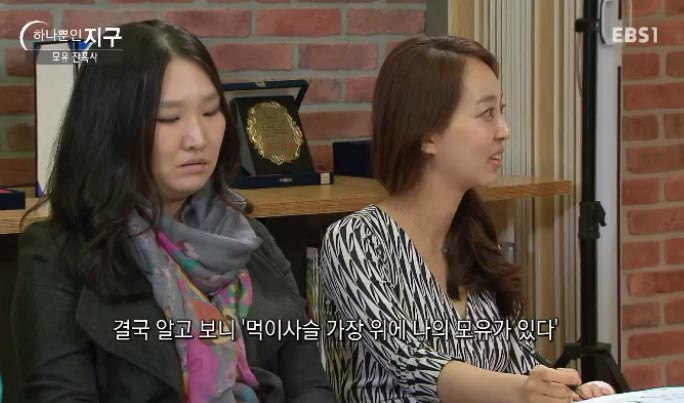 하나뿐인 지구
모유 잔혹사
EBS1
결국 알고 보니 '먹이사슬 가장 위에 나의 모유가 있다'